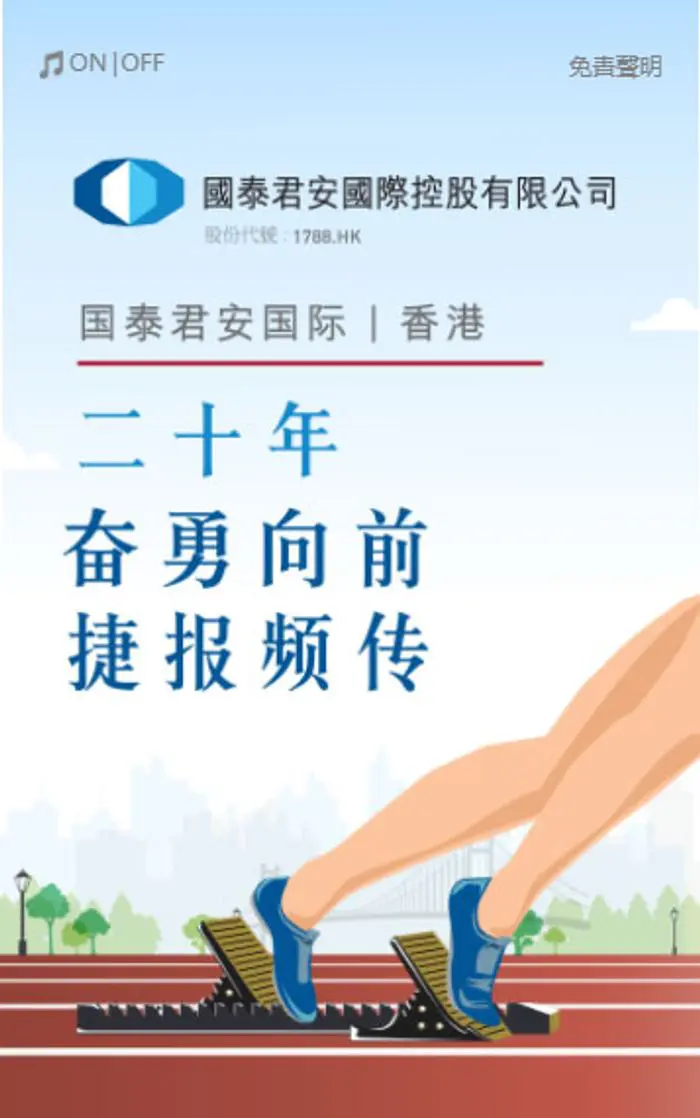 ON|OFF
免責聲明
國泰君安國際控股有限公司
股份代號：1788.HK
国泰君安国际 | 香港
二十年
奋勇向前
捷报频传